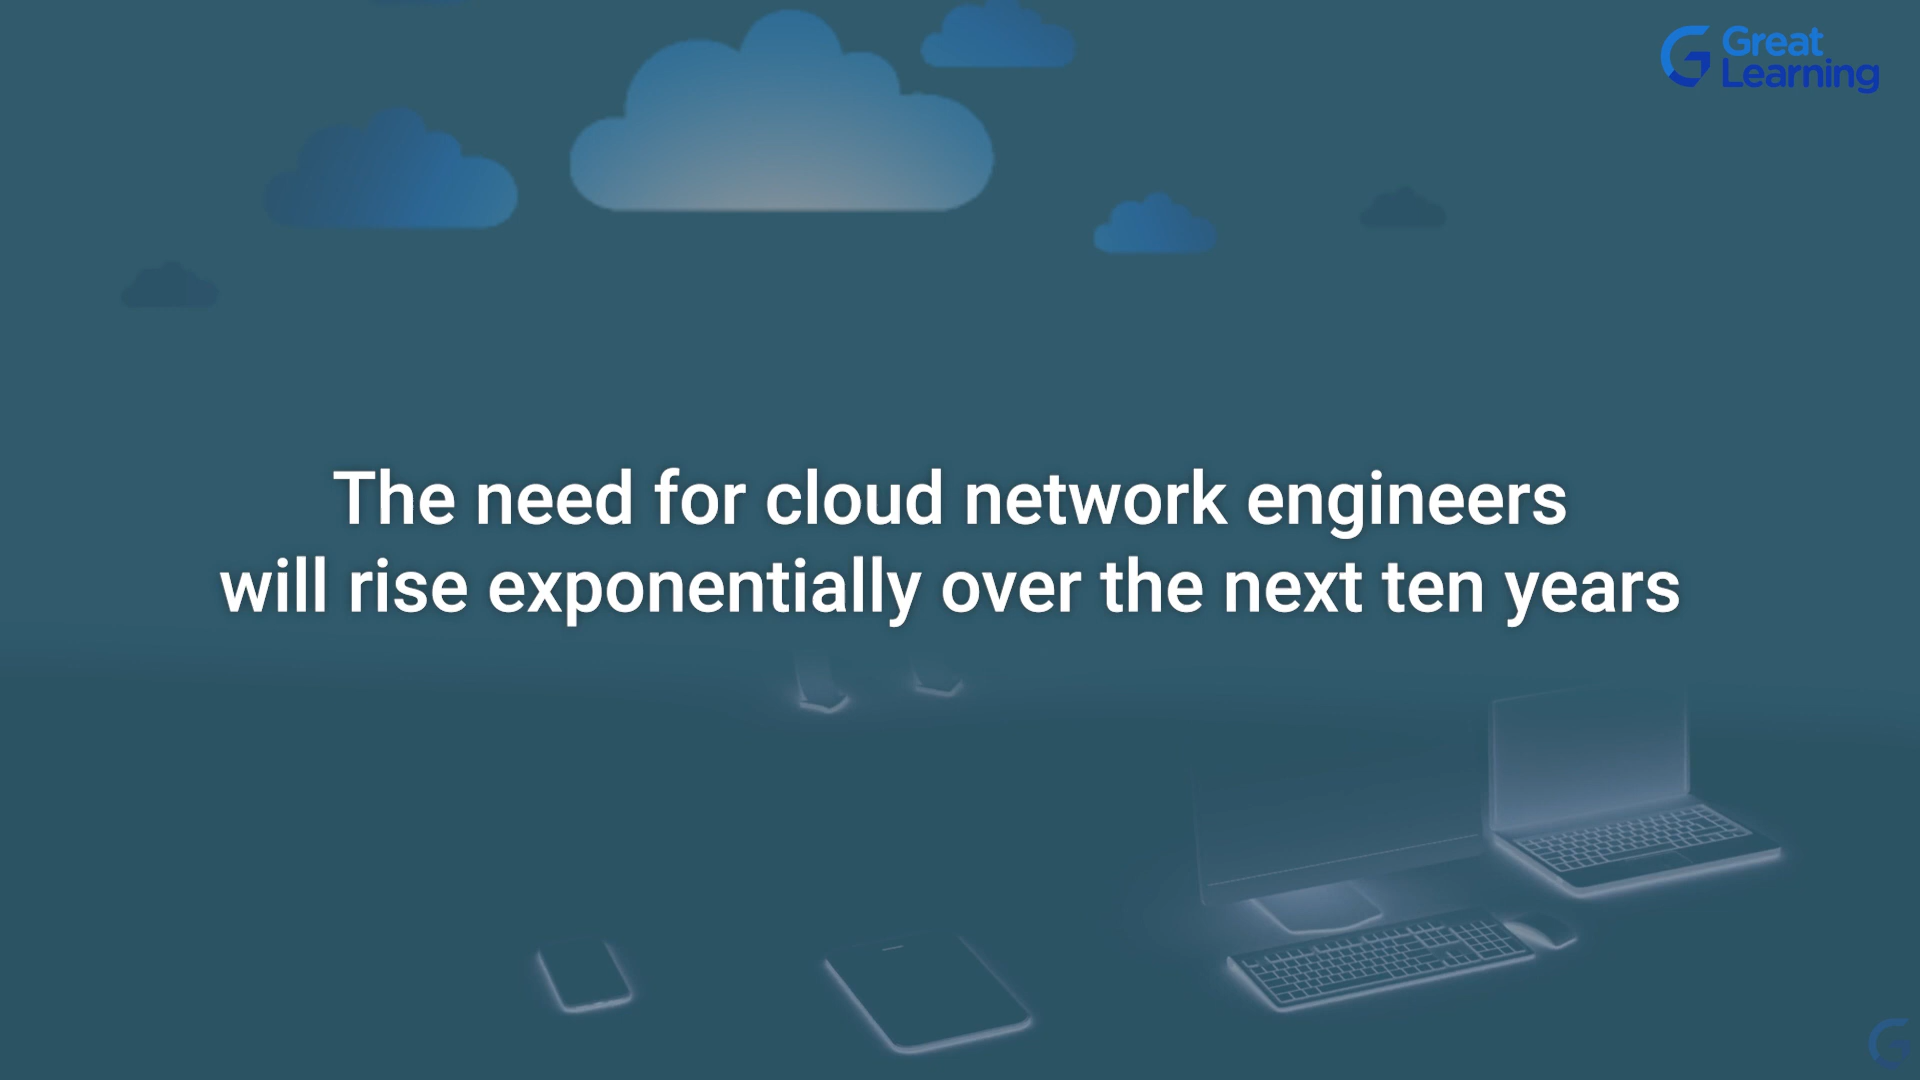 Great
Learning
The need for cloud network engineers
will rise exponentially over the next ten years